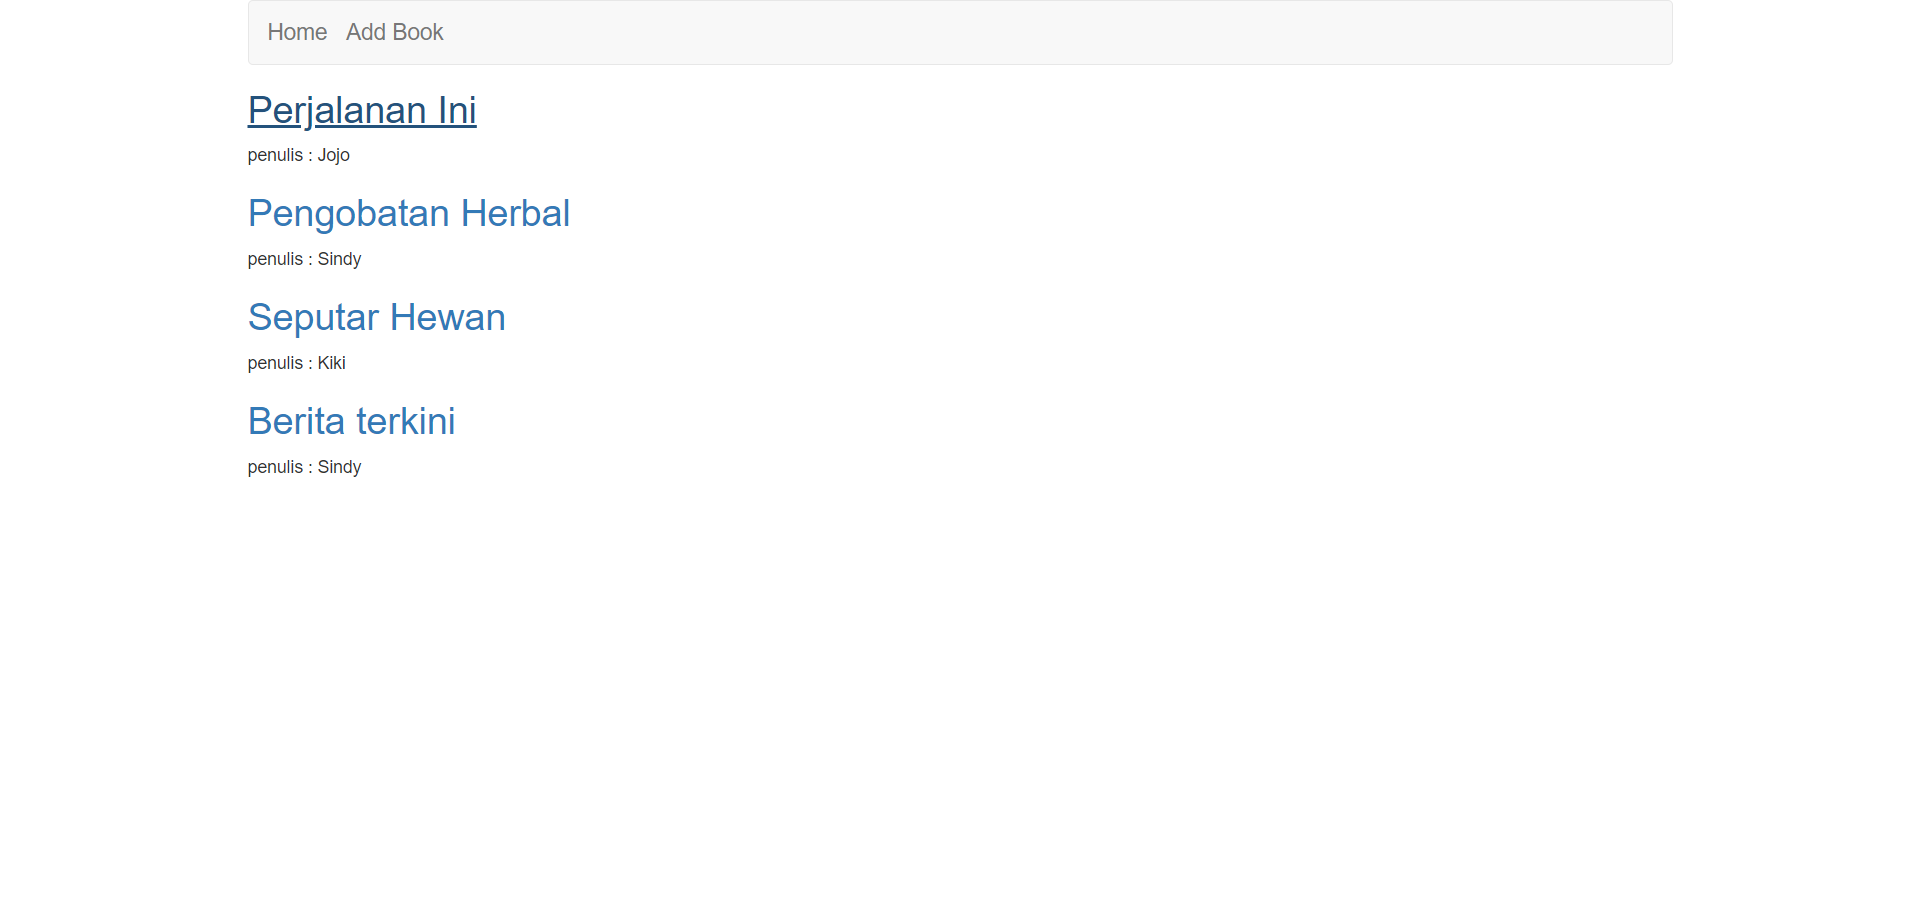 Home Add Book
Perjalanan Ini
penulis : Jojo
Pengobatan Herbal
penulis : Sindy
Seputar Hewan
penulis : Kiki
Berita terkini
penulis : Sindy